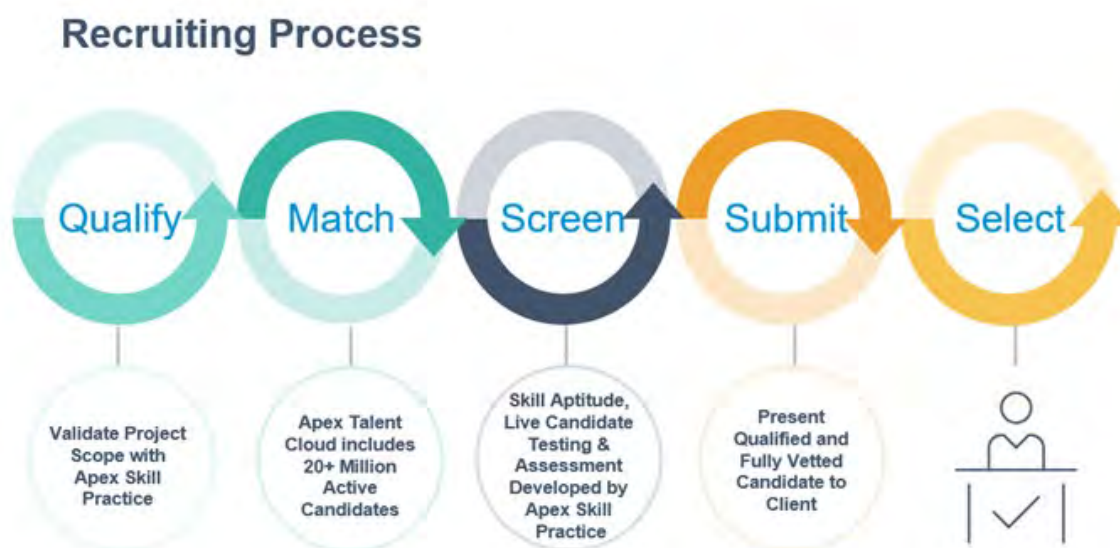 Recruiting Process
Qualify
Match
Screen
Submit
Select
Validate Project
Scope with
Apex Skill
Practice
Apex Talent
Cloud includes
20+ Million
Active
Candidates
Skill Aptitude,
Live Candidate
Testing &
Assessment
Developed by
Apex Skill
Practice
Present
Qualified and
Fully Vetted
Candidate to
Client